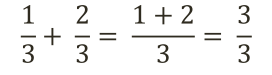 1/3 + 2/3 = (1 + 2)/3 = 3/3